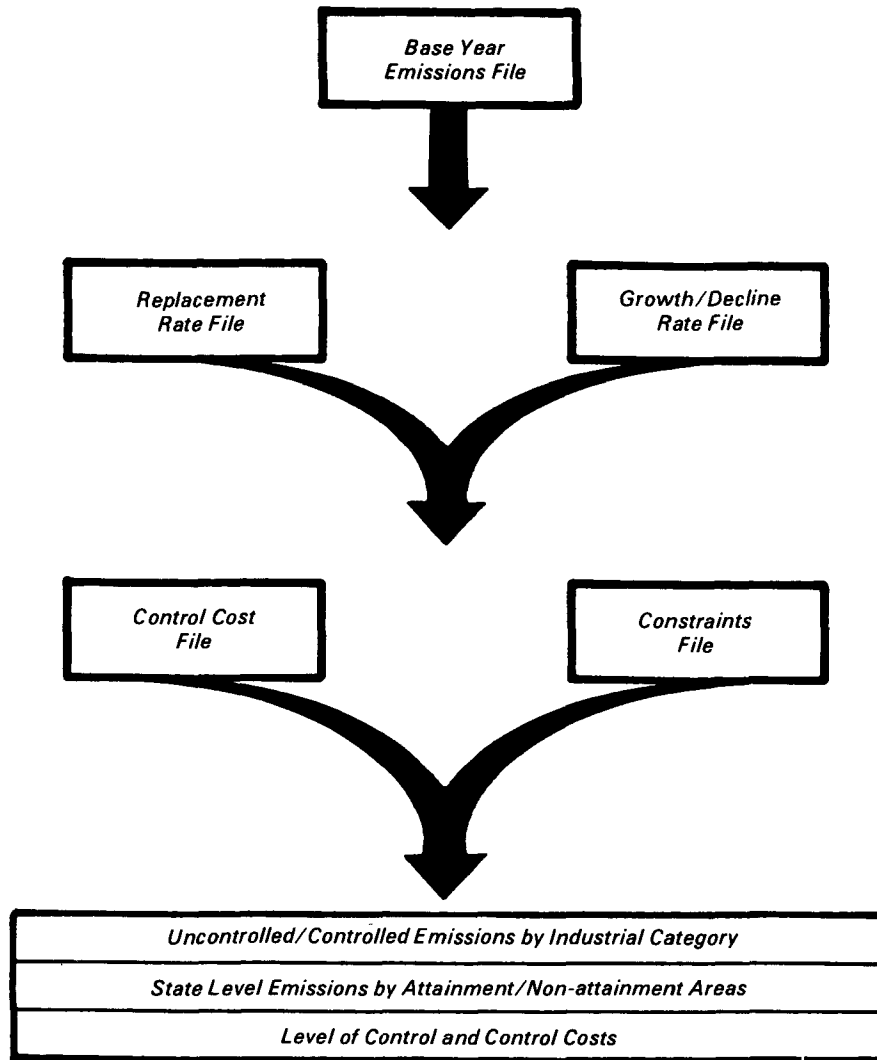 Base Year
Emissions File
Replacement
Rate File
Growth/Decline
Rate File
Control Cost
File
Constraints
File
Uncontrolled/Controlled Emissions by Industrial Category
State Level Emissions by Attainment/Non-attainment Areas
Level of Control and Control Costs